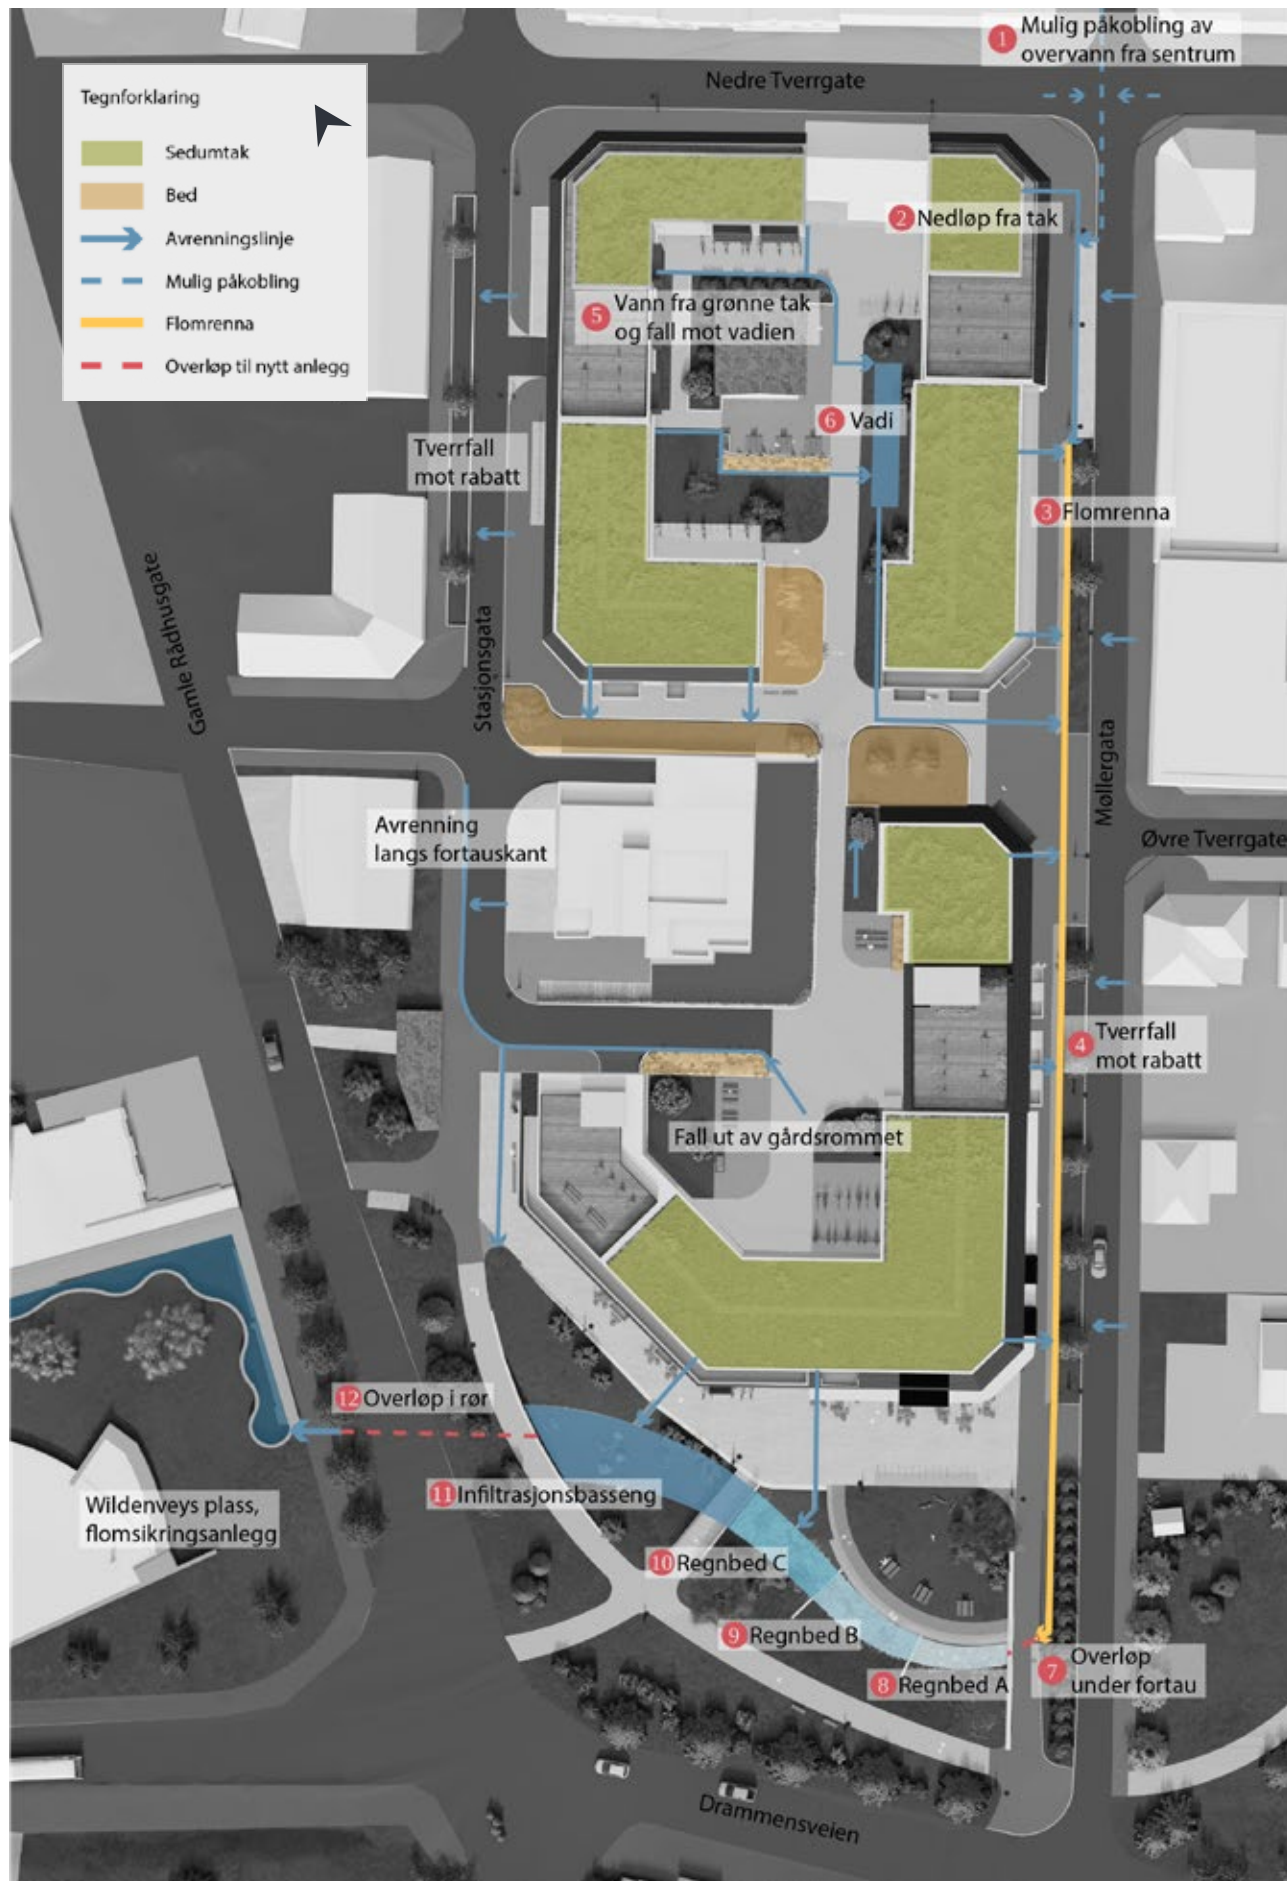 1 Mulig påkobling av
overvann fra sentrum
Nedre Tverrgate
Tegnforklaring
Sedumtak
Bed
Avrenningslinje
Mulig påkobling
Flomrenna
Overløp til nytt anlegg
2 Nedløp fra tak
5 Vann fra grønne tak
og fall mot vadien
6 Vadi
Tverrfall
mot rabatt
3 Flomrenna
Gamle Rådhusgate
Stasjonsgata
Møllergata
Avrenning
langs fortauskant
Øvre Tverrgate
4 Tverrfall
mot rabatt
Fall ut av gårdsrommet
12 Overløp i rør
11 Infiltrasjonsbasseng
Wildenveys plass,
flomsikringsanlegg
10 Regnbed C
9 Regnbed B
8 Regnbed A
7 Overløp
under fortau
Drammensveien